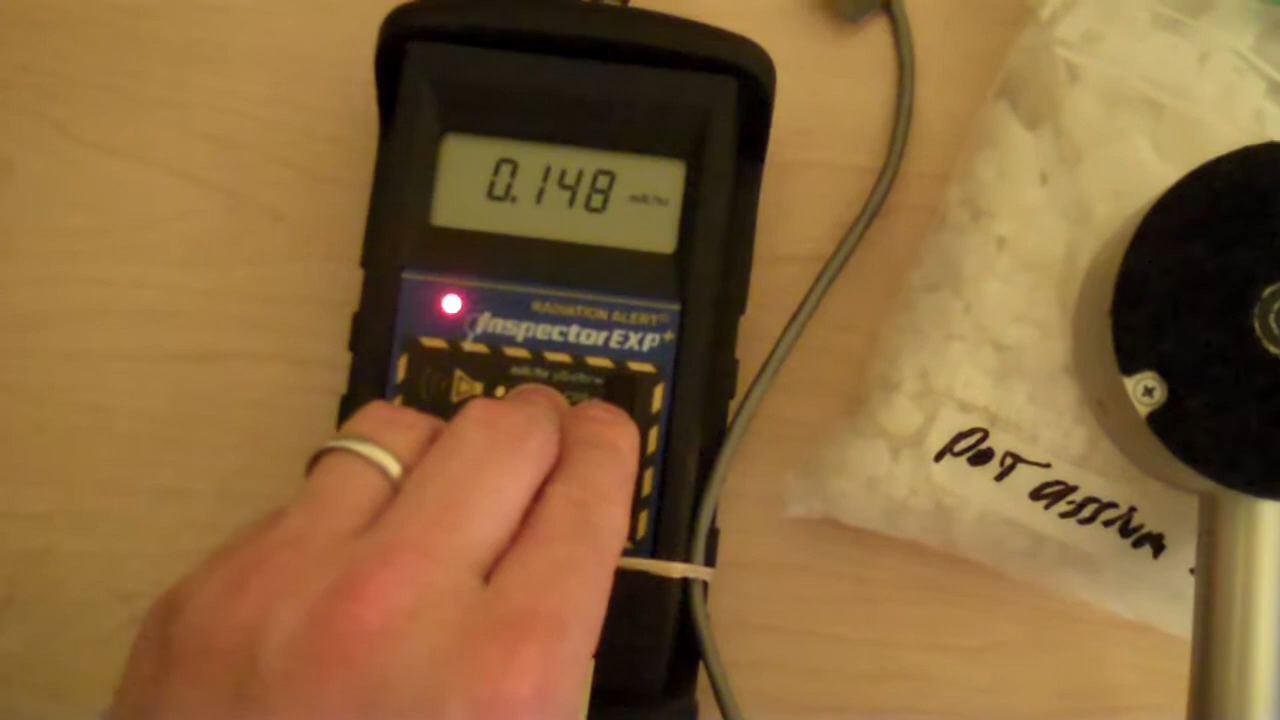 0.148 mR/hr
RADIATION ALERT®
InspectorEXP+
POTASSIUM